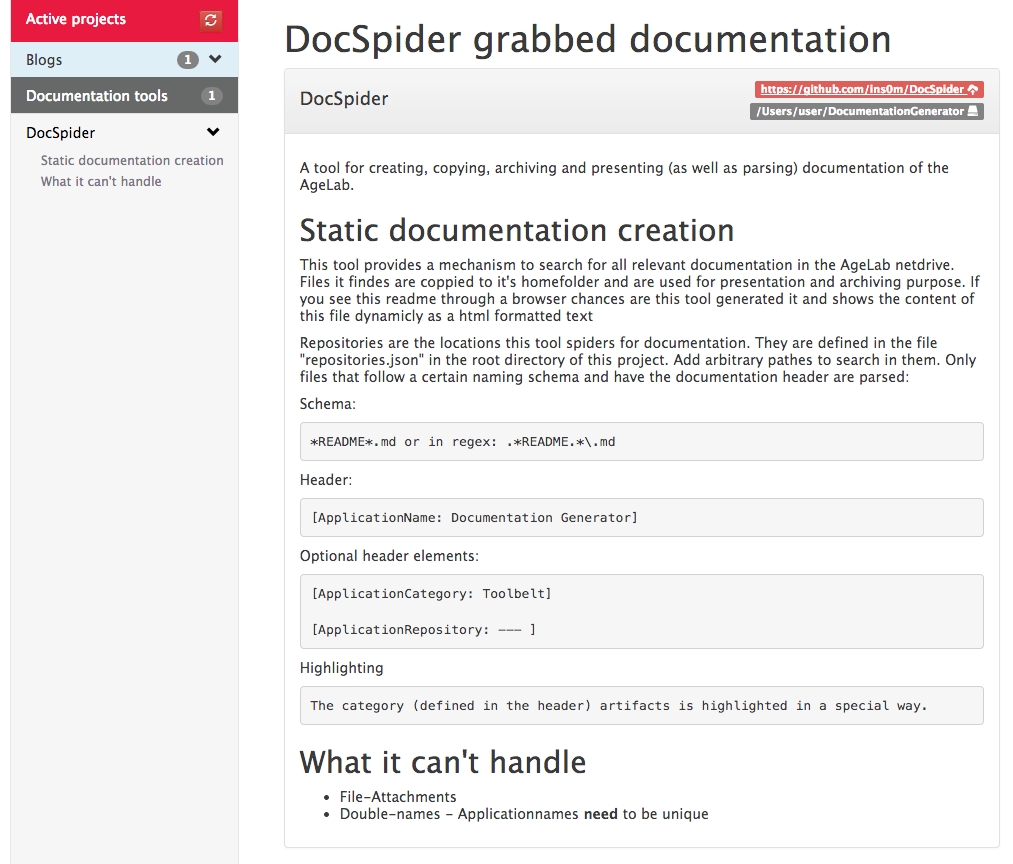 Active projects
Blogs 1
Documentation tools 1
DocSpider
Static documentation creation
What it can't handle
DocSpider grabbed documentation
DocSpider
https://github.com/ins0m/DocSpider
/Users/user/DocumentationGenerator
A tool for creating, copying, archiving and presenting (as well as parsing) documentation of the
AgeLab.
Static documentation creation
This tool provides a mechanism to search for all relevant documentation in the AgeLab netdrive.
Files it findes are coppied to it's homefolder and are used for presentation and archiving purpose. If
you see this readme through a browser chances are this tool generated it and shows the content of
this file dynamicly as a html formatted text
Repositories are the locations this tool spiders for documentation. They are defined in the file
"repositories.json" in the root directory of this project. Add arbitrary pathes to search in them. Only
files that follow a certain naming schema and have the documentation header are parsed:
Schema:
*README*.md or in regex: .*README.*\.md
Header:
[ApplicationName: Documentation Generator]
Optional header elements:
[ApplicationCategory: Toolbelt]
[ApplicationRepository: ––– ]
Highlighting
The category (defined in the header) artifacts is highlighted in a special way.
What it can't handle
• File-Attachments
• Double-names - Applicationnames need to be unique